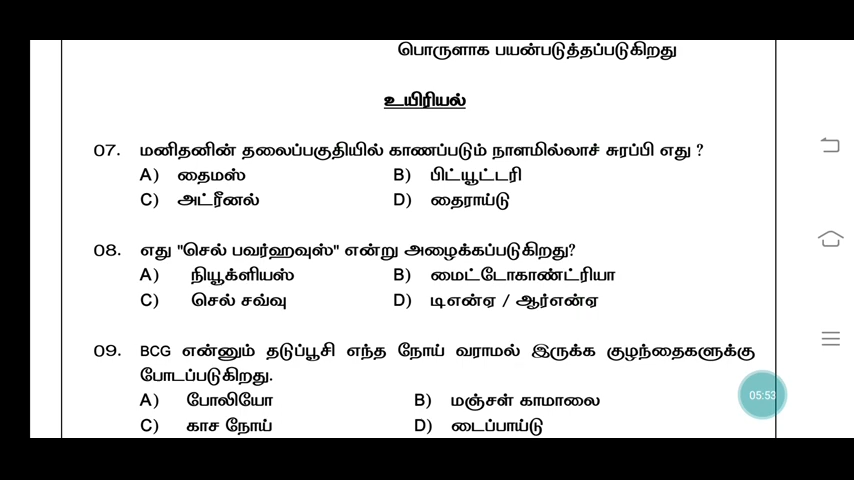 பொருளாக பயன்படுத்தப்படுகிறது
உயிரியல்
07. மனிதனின் தலைப்பகுதியில் காணப்படும் நாளமில்லாச் சுரப்பி எது ?
A) தைமஸ் B) பிட்யூட்டரி
C) அட்ரீனல் D) தைராய்டு
08. எது "செல் பவர்ஹவுஸ்" என்று அழைக்கப்படுகிறது?
A) நியூக்ளியஸ் B) மைட்டோகாண்ட்ரியா
C) செல் சவ்வு D) டிஎன்ஏ / ஆர்என்ஏ
09. BCG என்னும் தடுப்பூசி எந்த நோய் வராமல் இருக்க குழந்தைகளுக்கு
போடப்படுகிறது.
A) போலியோ B) மஞ்சள் காமாலை
C) காச நோய் D) டைப்பாய்டு
05:53